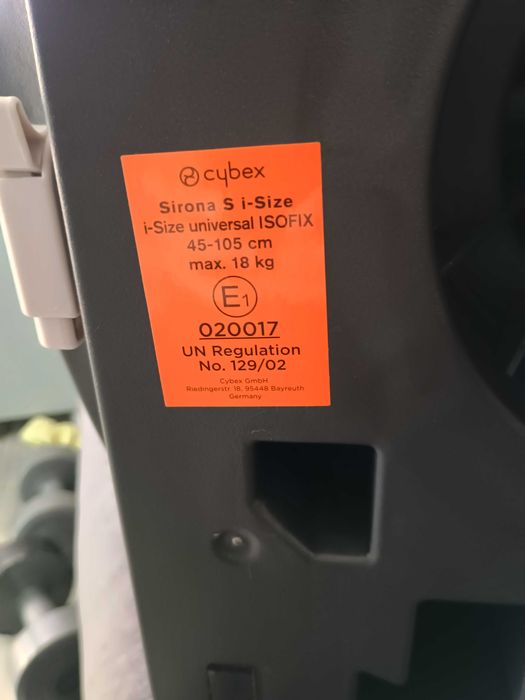 cybex
Sirona S i-Size
i-Size universal ISOFIX
45-105 cm
max. 18 kg
E1
020017
UN Regulation
No. 129/02
Cybex GmbH
Riedingerstr 18, 95448 Bayreuth
Germany